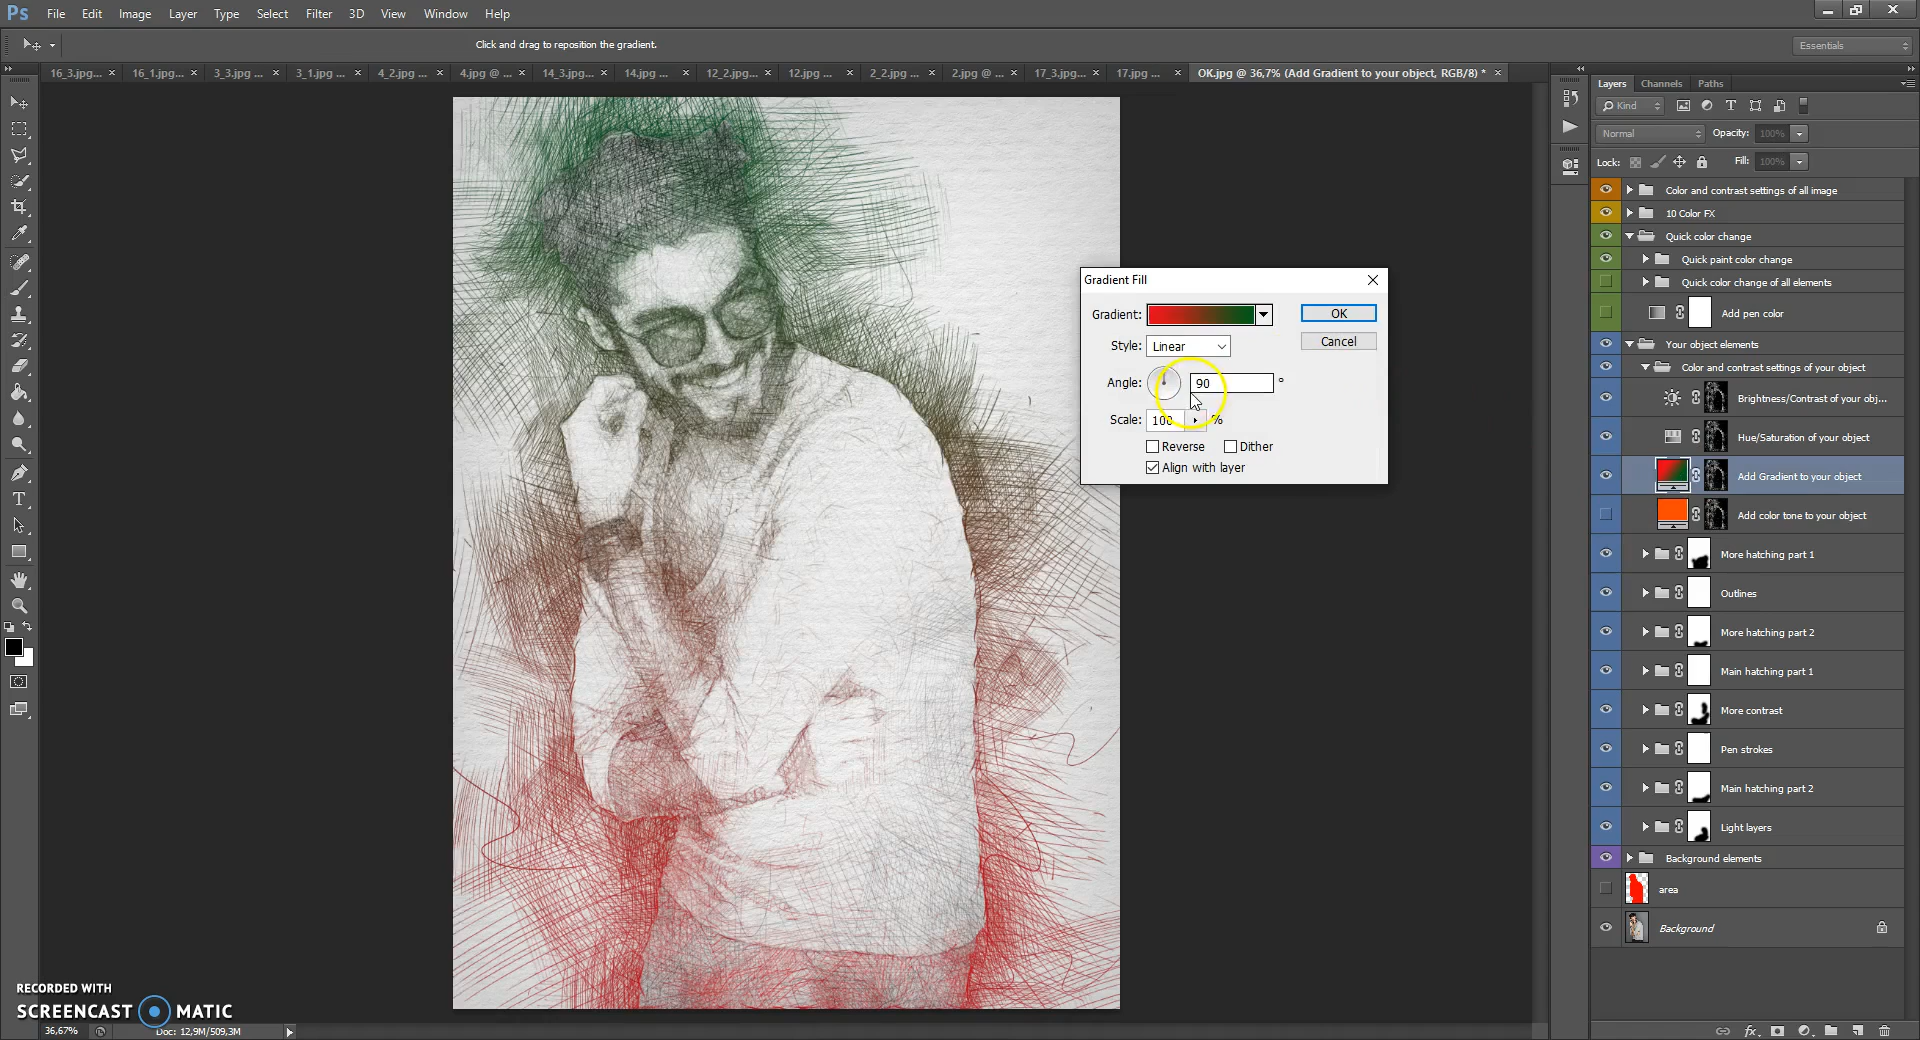 Ps File Edit Image Layer Type Select Filter 3D View Window Help
Click and drag to reposition the gradient.
Essentials
16_3.jpg... × 16_1.jpg... × 3_3.jpg... × 3_1.jpg... × 4_2.jpg ... × 4.jpg @ ... × 14_3.jpg... × 14.jpg ... × 12_2.jpg... × 12.jpg ... × 2_2.jpg ... × 2.jpg @ ... × 17_3.jpg... × 17.jpg ... × OK.jpg @ 36,7% (Add Gradient to your object, RGB/8) * ×
Layers Channels Paths
Kind
Normal Opacity: 100%
Lock: Fill: 100%
Color and contrast settings of all image
10 Color FX
Quick color change
Quick paint color change
Quick color change of all elements
Add pen color
Your object elements
Color and contrast settings of your object
Brightness/Contrast of your obj...
Hue/Saturation of your object
Add Gradient to your object
Add color tone to your object
More hatching part 1
Outlines
More hatching part 2
Main hatching part 1
More contrast
Pen strokes
Main hatching part 2
Light layers
Background elements
area
Background
Gradient Fill
Gradient: OK
Style: Linear Cancel
Angle: 90 °
Scale: 100 %
Reverse Dither
Align with layer
RECORDED WITH
SCREENCAST MATIC
36,67% Doc: 12,9M/509,3M
fx